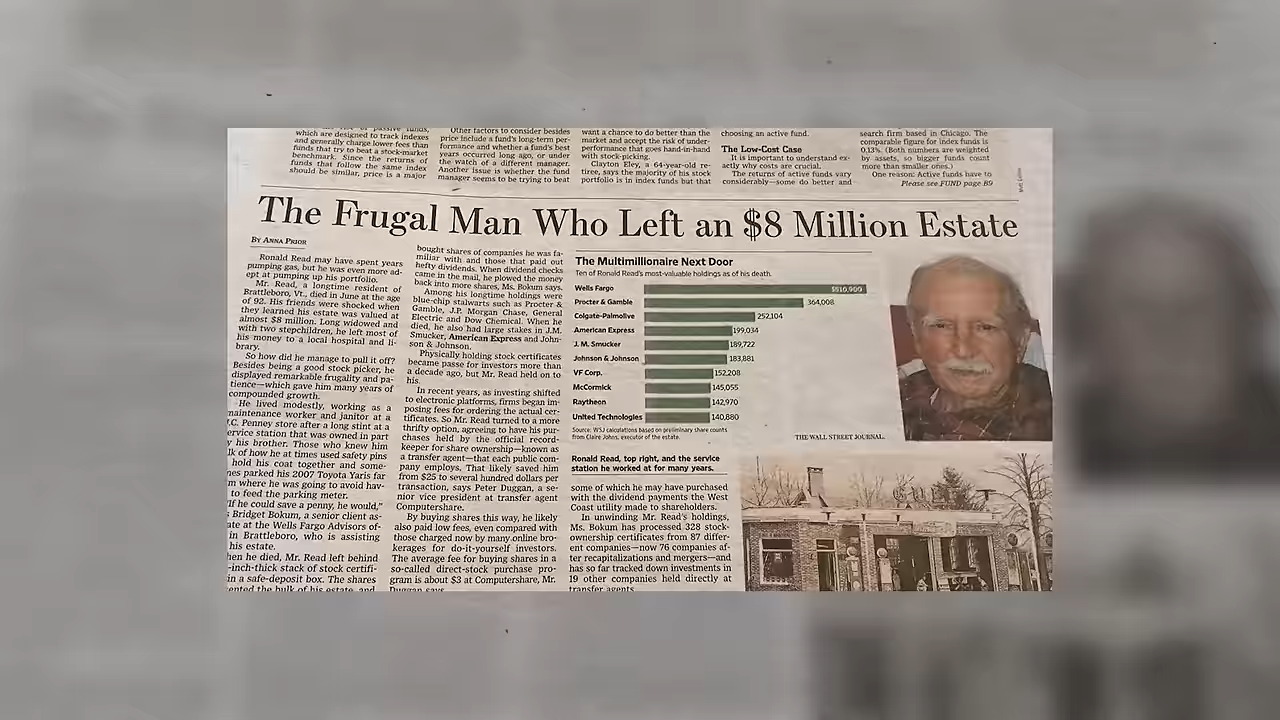 which are designed to track indexes
and generally charge lower fees than
funds that try to beat a stock-market
benchmark. Since the returns of
funds that follow the same index
should be similar, price is a major
Other factors to consider besides
price include a fund's long-term per-
formance and whether a fund's best
years occurred long ago, or under
the watch of a different manager.
Another issue is whether the fund
manager seems to be trying to beat
want a chance to do better than the
market and accept the risk of under-
performance that goes hand-in-hand
with stock-picking.
Clayton Eley, a 64-year-old re-
tiree, says the majority of his stock
portfolio is in index funds but that
choosing an active fund.
The Low-Cost Case
It is important to understand ex-
actly why costs are crucial.
The returns of active funds vary
considerably—some do better and
search firm based in Chicago. The
comparable figure for index funds is
0.13%. (Both numbers are weighted
by assets, so bigger funds count
more than smaller ones.)
One reason: Active funds have to
Please see FUND page B9
The Frugal Man Who Left an $8 Million Estate
BY ANNA PRIOR
Ronald Read may have spent years
pumping gas, but he was even more ad-
ept at pumping up his portfolio.
Mr. Read, a longtime resident of
Brattleboro, Vt., died in June at the age
of 92. His friends were shocked when
they learned his estate was valued at
almost $8 million. Long widowed and
with two stepchildren, he left most of
his money to a local hospital and li-
brary.
So how did he manage to pull it off?
Besides being a good stock picker, he
displayed remarkable frugality and pa-
tience—which gave him many years of
compounded growth.
He lived modestly, working as a
maintenance worker and janitor at a
.C. Penney store after a long stint at a
ervice station that was owned in part
y his brother. Those who knew him
lk of how he at times used safety pins
hold his coat together and some-
nes parked his 2007 Toyota Yaris far
m where he was going to avoid hav-
to feed the parking meter.
"If he could save a penny, he would,"
Bridget Bokum, a senior client as-
ate at the Wells Fargo Advisors of-
in Brattleboro, who is assisting
his estate.
hen he died, Mr. Read left behind
-inch-thick stack of stock certifi-
in a safe-deposit box. The shares
ented the bulk of his estate, and
bought shares of companies he was fa-
miliar with and those that paid out
hefty dividends. When dividend checks
came in the mail, he plowed the money
back into more shares, Ms. Bokum says.
Among his longtime holdings were
blue-chip stalwarts such as Procter &
Gamble, J.P. Morgan Chase, General
Electric and Dow Chemical. When he
died, he also had large stakes in J.M.
Smucker, American Express and John-
son & Johnson.
Physically holding stock certificates
became passe for investors more than
a decade ago, but Mr. Read held on to
his.
In recent years, as investing shifted
to electronic platforms, firms began im-
posing fees for ordering the actual cer-
tificates. So Mr. Read turned to a more
thrifty option, agreeing to have his pur-
chases held by the official record-
keeper for share ownership—known as
a transfer agent—that each public com-
pany employs. That likely saved him
from $25 to several hundred dollars per
transaction, says Peter Duggan, a se-
nior vice president at transfer agent
Computershare.
By buying shares this way, he likely
also paid low fees, even compared with
those charged now by many online bro-
kerages for do-it-yourself investors.
The average fee for buying shares in a
so-called direct-stock purchase pro-
gram is about $3 at Computershare, Mr.
Duggan says.
The Multimillionaire Next Door
Ten of Ronald Read's most-valuable holdings as of his death.
Wells Fargo $510,900
Procter & Gamble 364,008
Colgate-Palmolive 252,104
American Express 199,034
J. M. Smucker 189,722
Johnson & Johnson 183,881
VF Corp. 152,208
McCormick 145,055
Raytheon 142,970
United Technologies 140,880
Source: WSJ calculations based on preliminary share counts
from Claire Johns, executor of the estate.
THE WALL STREET JOURNAL.
Ronald Read, top right, and the service
station he worked at for many years.
some of which he may have purchased
with the dividend payments the West
Coast utility made to shareholders.
In unwinding Mr. Read's holdings,
Ms. Bokum has processed 328 stock-
ownership certificates from 87 differ-
ent companies—now 76 companies af-
ter recapitalizations and mergers—and
has so far tracked down investments in
19 other companies held directly at
transfer agents.
GULF